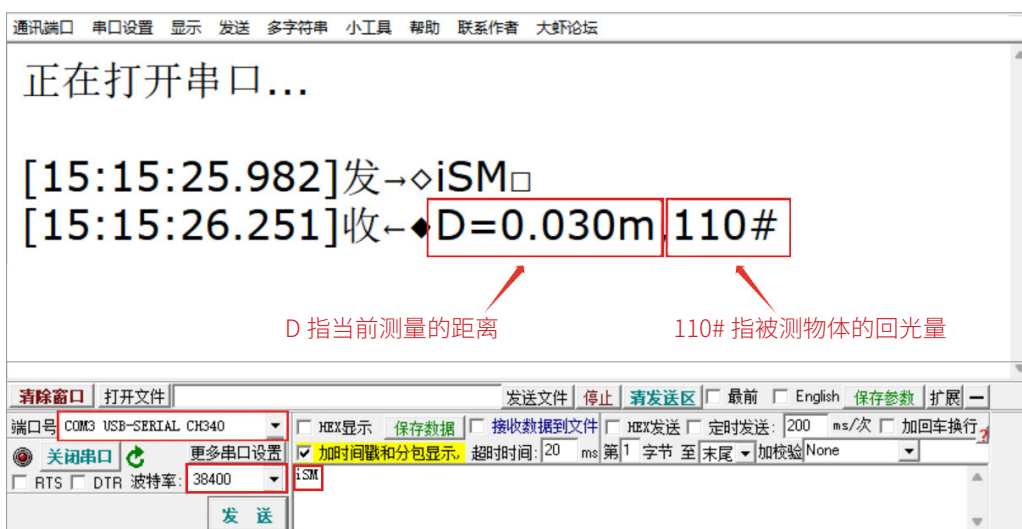 通讯端口 串口设置 显示 发送 多字符串 小工具 帮助 联系作者 大虾论坛
正在打开串口...
[15:15:25.982]发→◇iSM□
[15:15:26.251]收←◆D=0.030m,110#
D 指当前测量的距离 110# 指被测物体的回光量
清除窗口 打开文件 发送文件 停止 清发送区 最前 English 保存参数 扩展 —
端口号 COM3 USB-SERIAL CH340 HEX显示 保存数据 接收数据到文件 HEX发送 定时发送: 200 ms/次 加回车换行 ?
关闭串口 更多串口设置 加时间戳和分包显示, 超时时间: 20 ms 第1 字节 至 末尾 加校验 None
RTS DTR 波特率: 38400 iSM
发 送